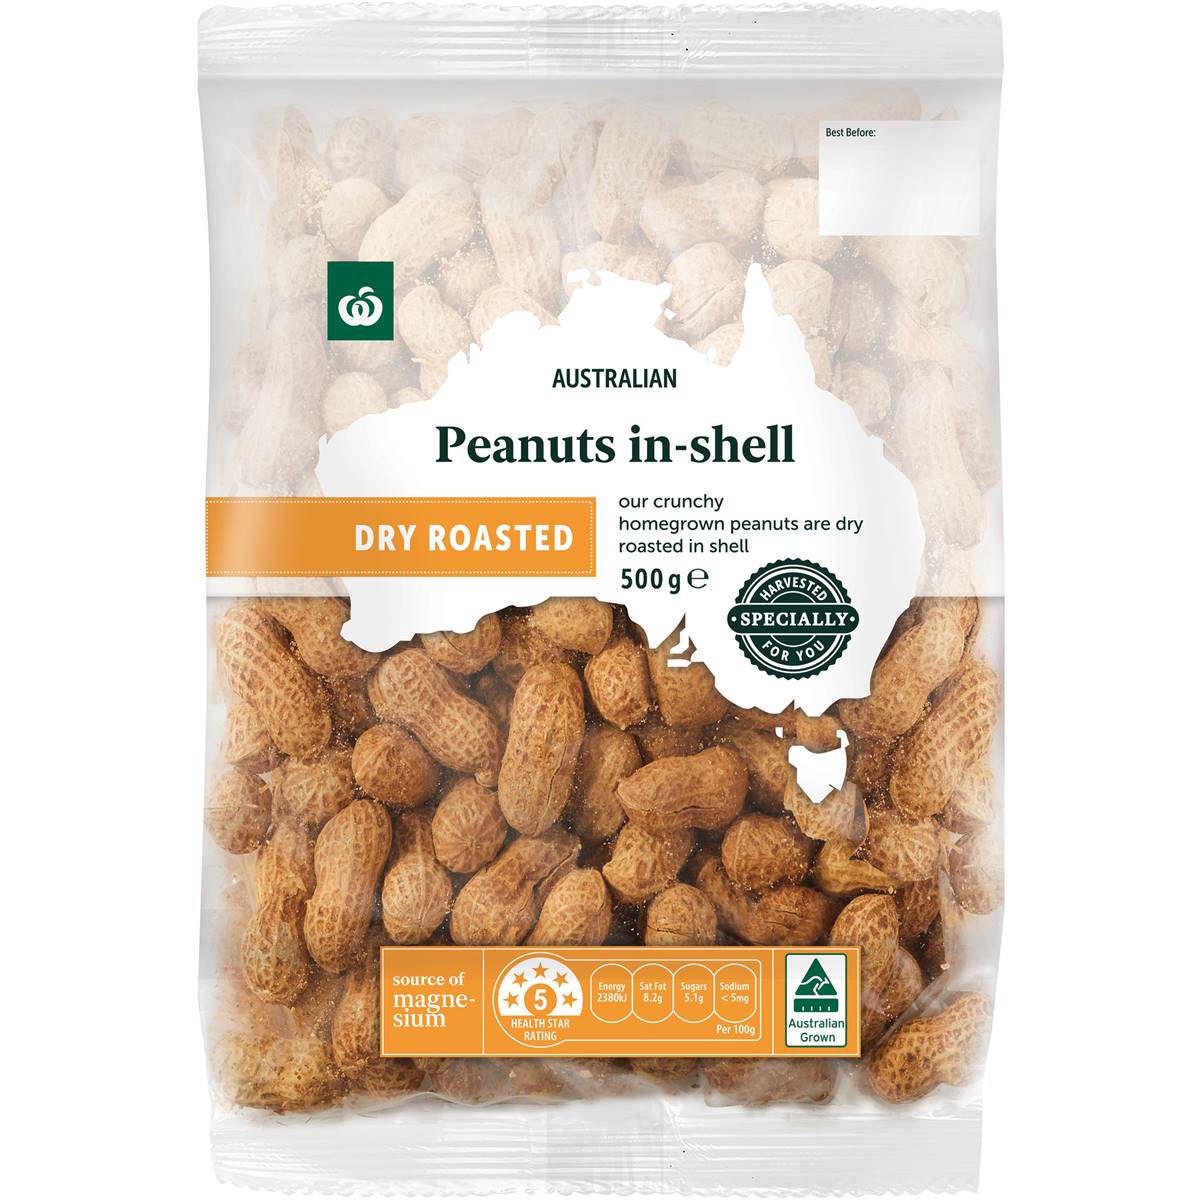 Best Before:
AUSTRALIAN
Peanuts in-shell
DRY ROASTED
our crunchy
homegrown peanuts are dry
roasted in shell
500 g ℮
HARVESTED
• SPECIALLY •
FOR YOU
source of
magne-
sium
5
HEALTH STAR
RATING
Energy
2380kJ
Sat Fat
8.2g
Sugars
5.1g
Sodium
< 5mg
Per 100g
Australian
Grown